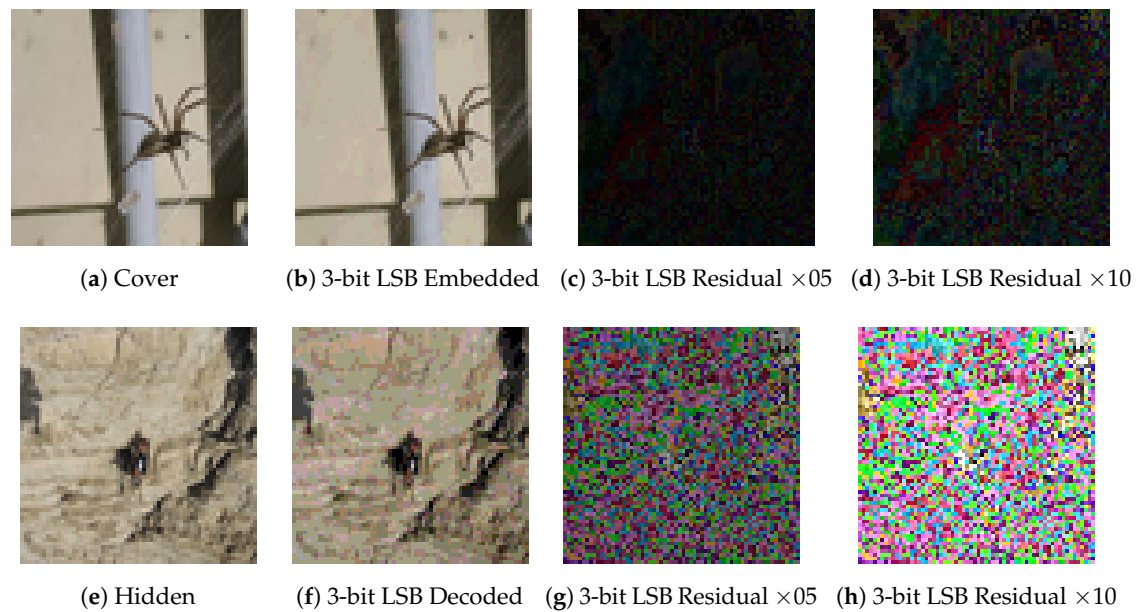 (a) Cover
(b) 3-bit LSB Embedded
(c) 3-bit LSB Residual ×05
(d) 3-bit LSB Residual ×10
(e) Hidden
(f) 3-bit LSB Decoded
(g) 3-bit LSB Residual ×05
(h) 3-bit LSB Residual ×10